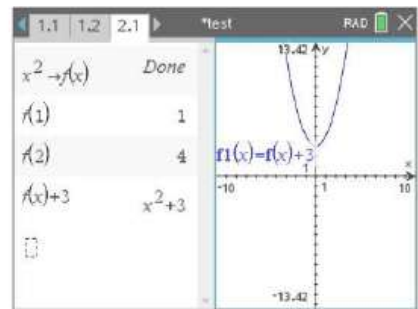 1.1 1.2 2.1 *test RAD
x²→f(x) Done
f(1) 1
f(2) 4
f(x)+3 x²+3
13.42 y
f1(x)=f(x)+3
1
x
-10 1 10
-13.42